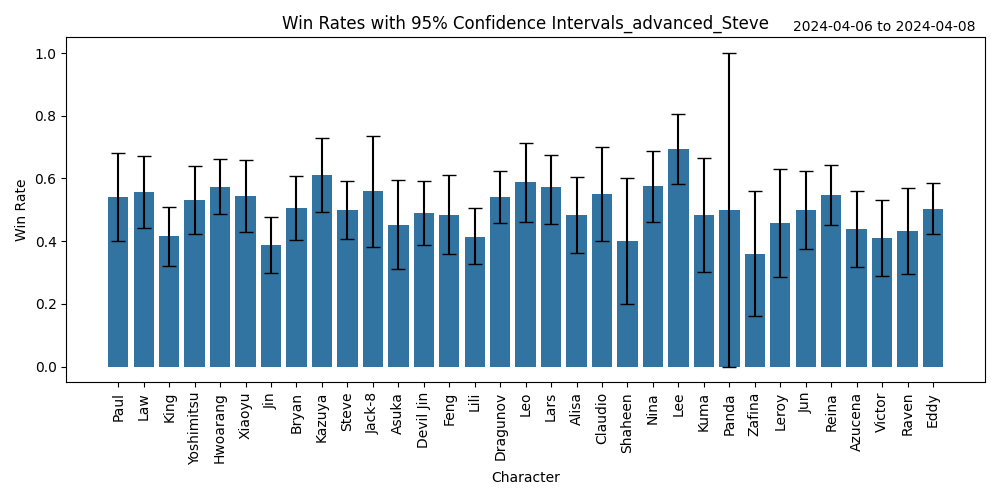 Win Rates with 95% Confidence Intervals_advanced_Steve
2024-04-06 to 2024-04-08
Win Rate
1.0
0.8
0.6
0.4
0.2
0.0
Paul
Law
King
Yoshimitsu
Hwoarang
Xiaoyu
Jin
Bryan
Kazuya
Steve
Jack-8
Asuka
Devil Jin
Feng
Lili
Dragunov
Leo
Lars
Alisa
Claudio
Shaheen
Nina
Lee
Kuma
Panda
Zafina
Leroy
Jun
Reina
Azucena
Victor
Raven
Eddy
Character